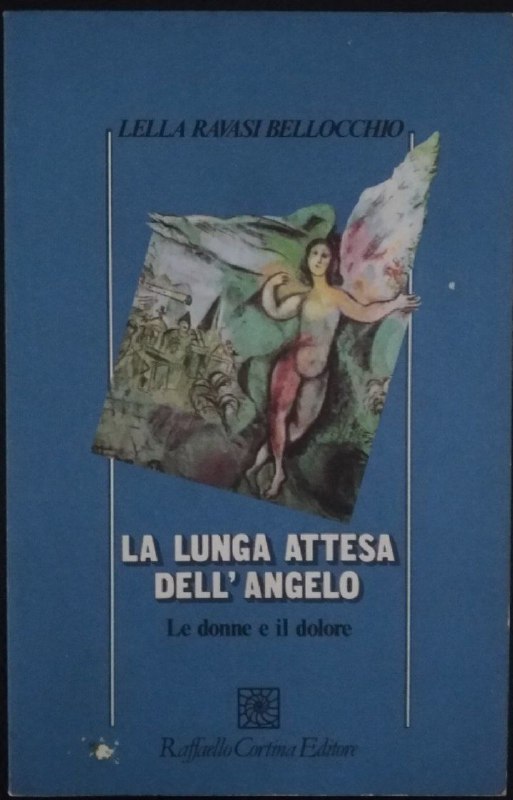 LELLA RAVASI BELLOCCHIO
LA LUNGA ATTESA
DELL'ANGELO
Le donne e il dolore
Raffaello Cortina Editore